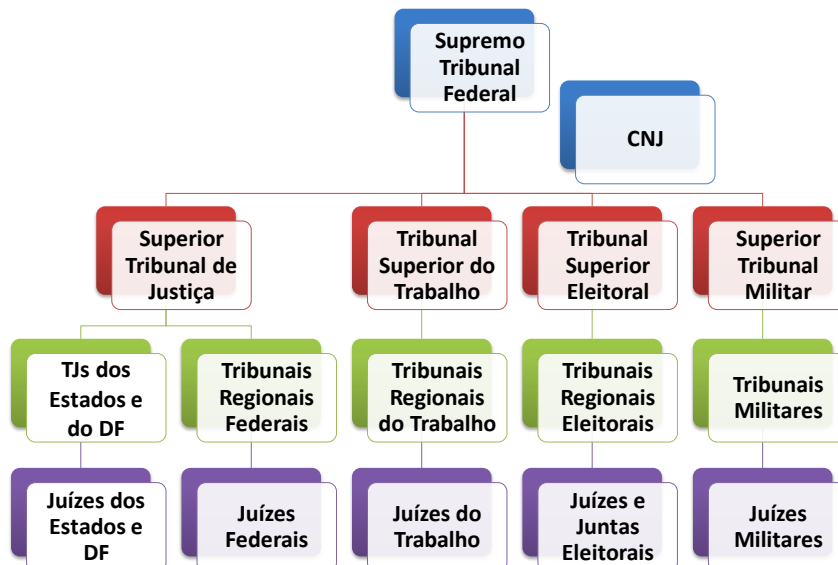 Supremo
Tribunal
Federal
CNJ
Superior
Tribunal de
Justiça
Tribunal
Superior do
Trabalho
Tribunal
Superior
Eleitoral
Superior
Tribunal
Militar
TJs dos
Estados e
do DF
Tribunais
Regionais
Federais
Tribunais
Regionais
do Trabalho
Tribunais
Regionais
Eleitorais
Tribunais
Militares
Juízes dos
Estados e
DF
Juízes
Federais
Juízes do
Trabalho
Juízes e
Juntas
Eleitorais
Juízes
Militares